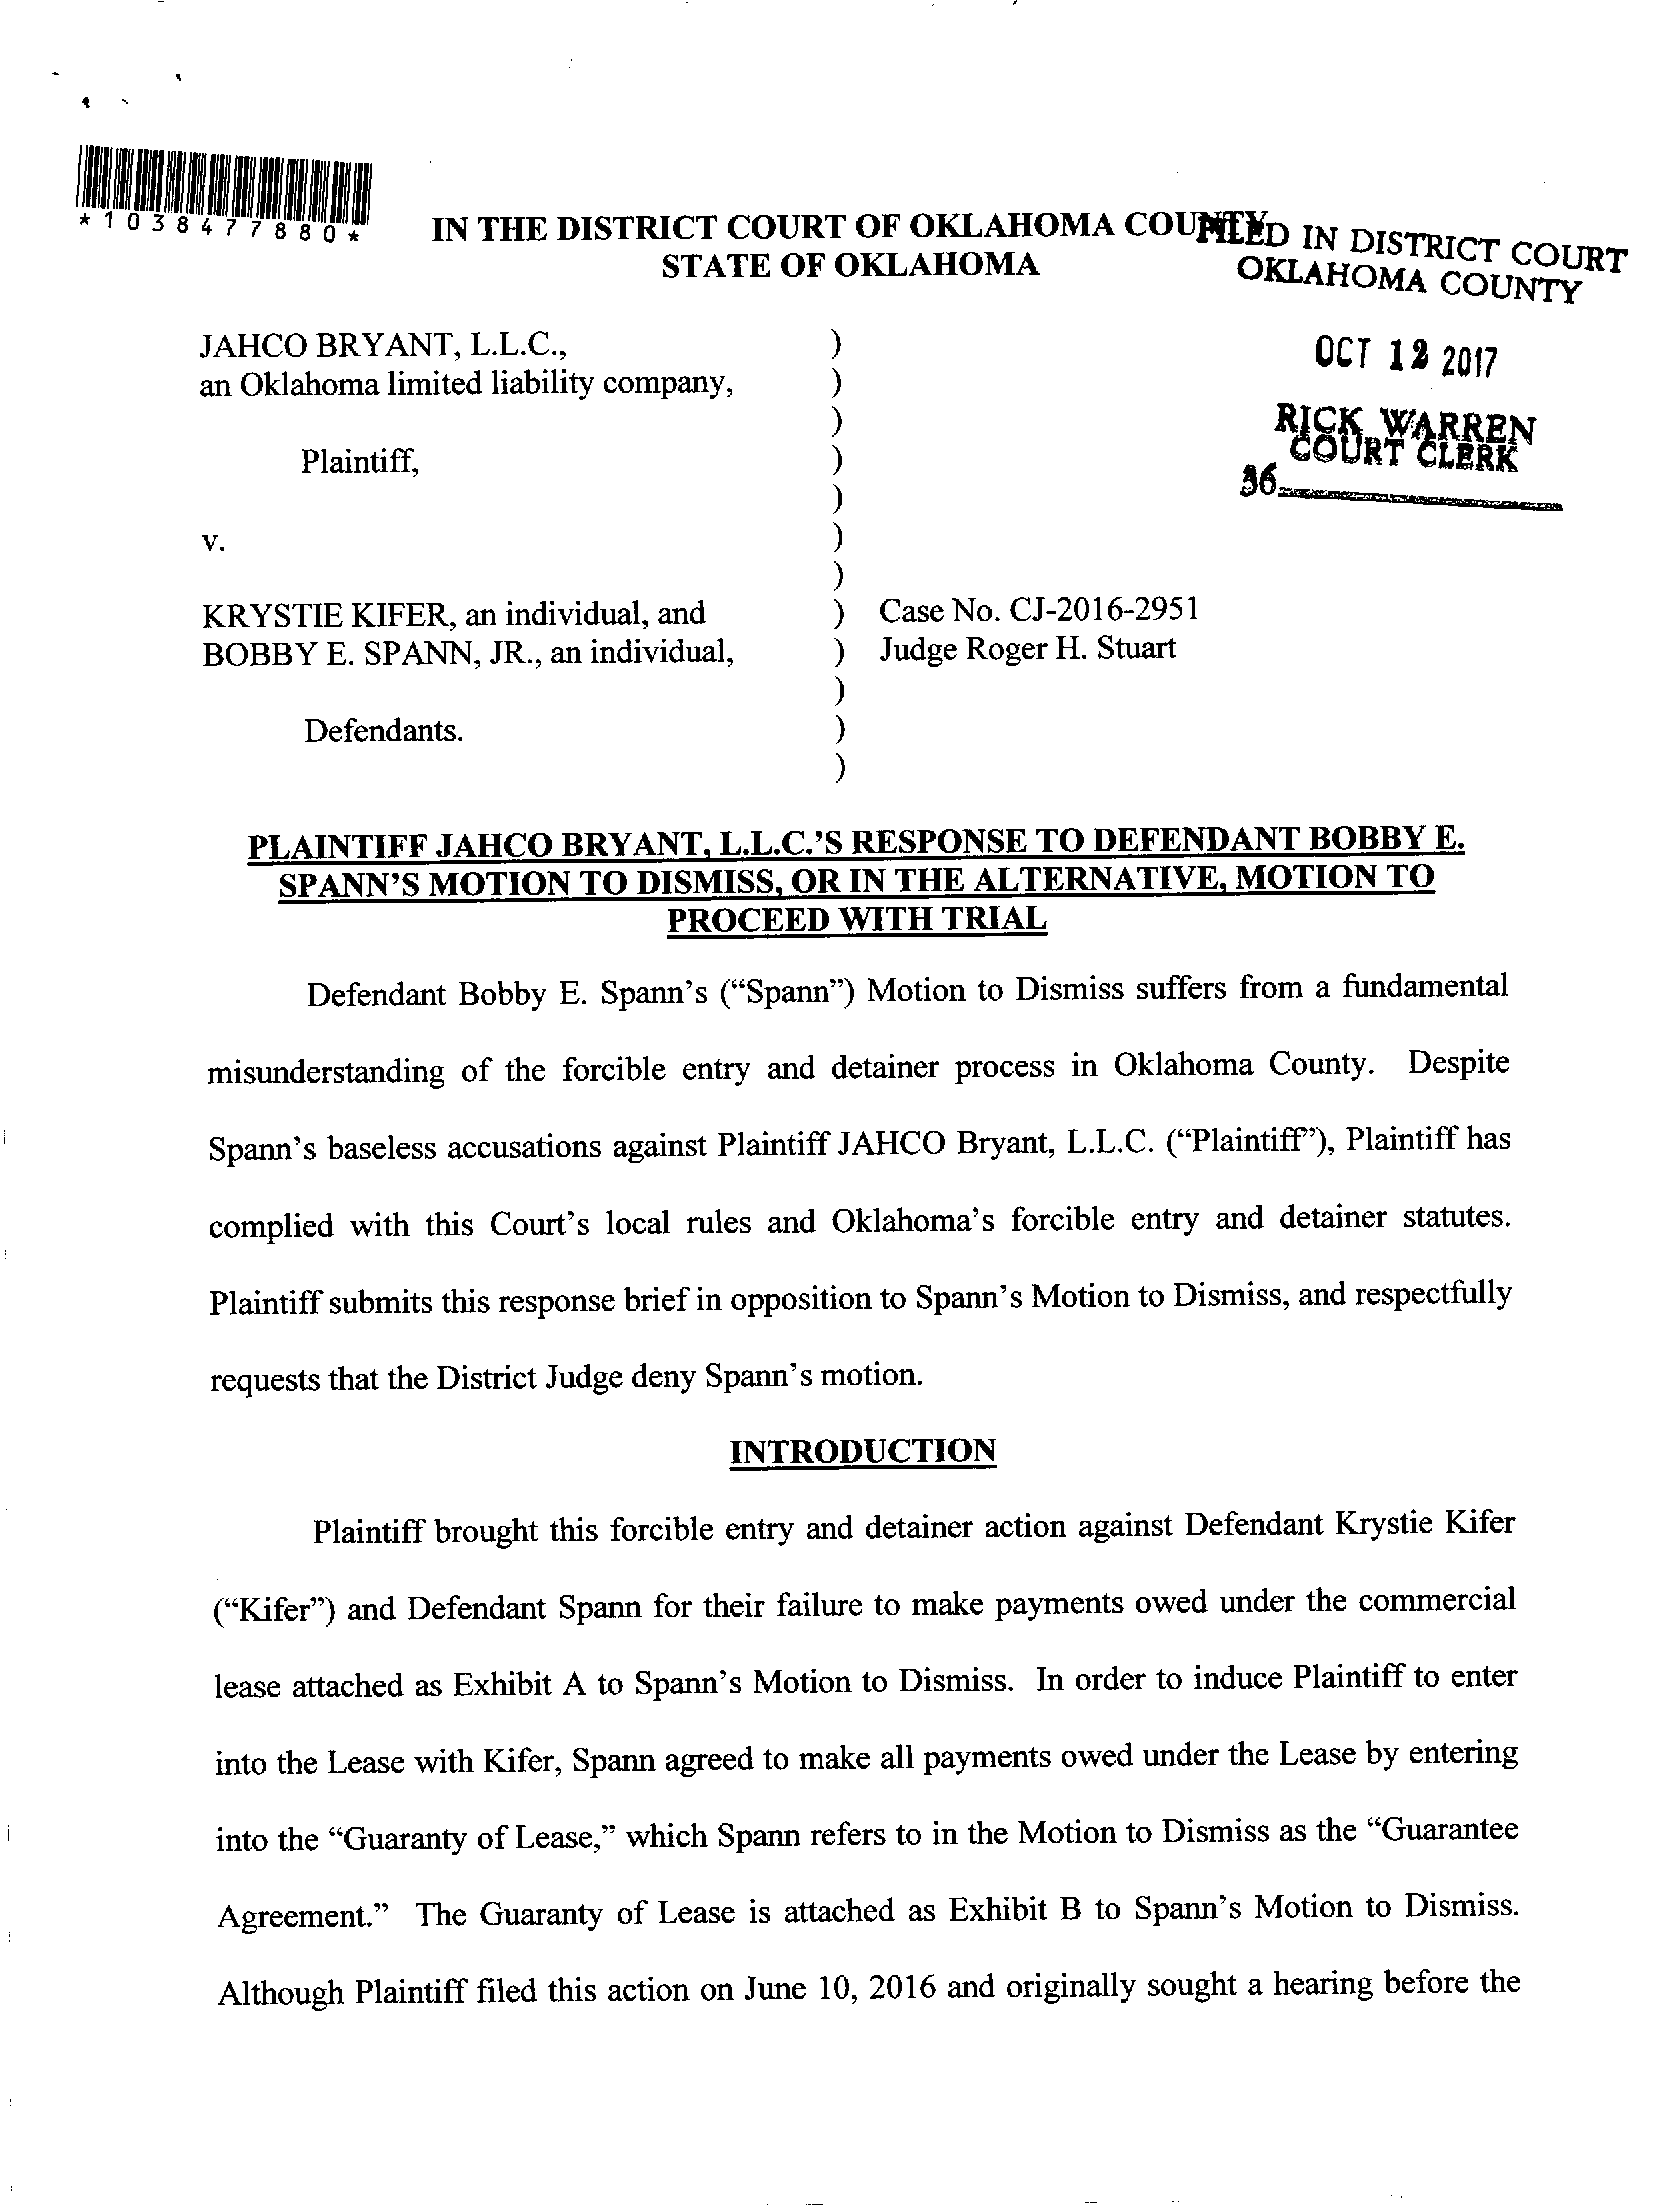 *1038477880*
IN THE DISTRICT COURT OF OKLAHOMA COUNTY
STATE OF OKLAHOMA
FILED IN DISTRICT COURT
OKLAHOMA COUNTY
OCT 12 2017
RICK WARREN
COURT CLERK
36
JAHCO BRYANT, L.L.C., )
an Oklahoma limited liability company, )
)
Plaintiff, )
)
v. )
)
KRYSTIE KIFER, an individual, and ) Case No. CJ-2016-2951
BOBBY E. SPANN, JR., an individual, ) Judge Roger H. Stuart
)
Defendants. )
)
PLAINTIFF JAHCO BRYANT, L.L.C.’S RESPONSE TO DEFENDANT BOBBY E.
SPANN’S MOTION TO DISMISS, OR IN THE ALTERNATIVE, MOTION TO
PROCEED WITH TRIAL
Defendant Bobby E. Spann’s (“Spann”) Motion to Dismiss suffers from a fundamental
misunderstanding of the forcible entry and detainer process in Oklahoma County. Despite
Spann’s baseless accusations against Plaintiff JAHCO Bryant, L.L.C. (“Plaintiff”), Plaintiff has
complied with this Court’s local rules and Oklahoma’s forcible entry and detainer statutes.
Plaintiff submits this response brief in opposition to Spann’s Motion to Dismiss, and respectfully
requests that the District Judge deny Spann’s motion.
INTRODUCTION
Plaintiff brought this forcible entry and detainer action against Defendant Krystie Kifer
(“Kifer”) and Defendant Spann for their failure to make payments owed under the commercial
lease attached as Exhibit A to Spann’s Motion to Dismiss. In order to induce Plaintiff to enter
into the Lease with Kifer, Spann agreed to make all payments owed under the Lease by entering
into the “Guaranty of Lease,” which Spann refers to in the Motion to Dismiss as the “Guarantee
Agreement.” The Guaranty of Lease is attached as Exhibit B to Spann’s Motion to Dismiss.
Although Plaintiff filed this action on June 10, 2016 and originally sought a hearing before the